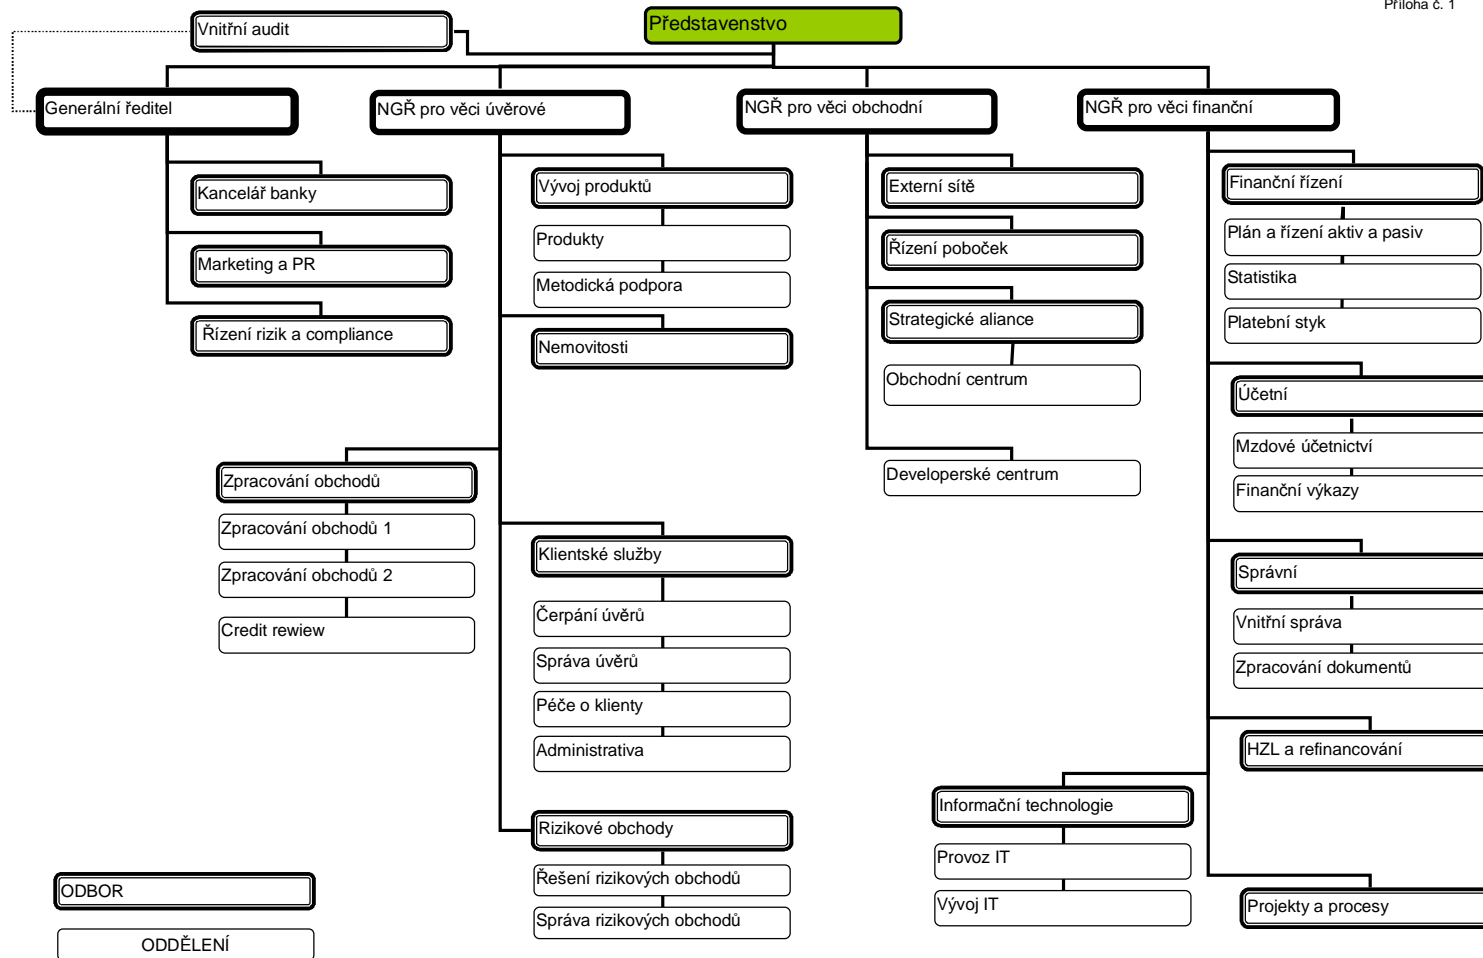 Příloha č. 1
Vnitřní audit
Představenstvo
Generální ředitel
NGŘ pro věci úvěrové
NGŘ pro věci obchodní
NGŘ pro věci finanční
Kancelář banky
Marketing a PR
Řízení rizik a compliance
Vývoj produktů
Produkty
Metodická podpora
Nemovitosti
Zpracování obchodů
Zpracování obchodů 1
Zpracování obchodů 2
Credit rewiew
Klientské služby
Čerpání úvěrů
Správa úvěrů
Péče o klienty
Administrativa
Rizikové obchody
Řešení rizikových obchodů
Správa rizikových obchodů
Externí sítě
Řízení poboček
Strategické aliance
Obchodní centrum
Developerské centrum
Finanční řízení
Plán a řízení aktiv a pasiv
Statistika
Platební styk
Účetní
Mzdové účetnictví
Finanční výkazy
Správní
Vnitřní správa
Zpracování dokumentů
HZL a refinancování
Informační technologie
Provoz IT
Vývoj IT
Projekty a procesy
ODBOR
ODDĚLENÍ